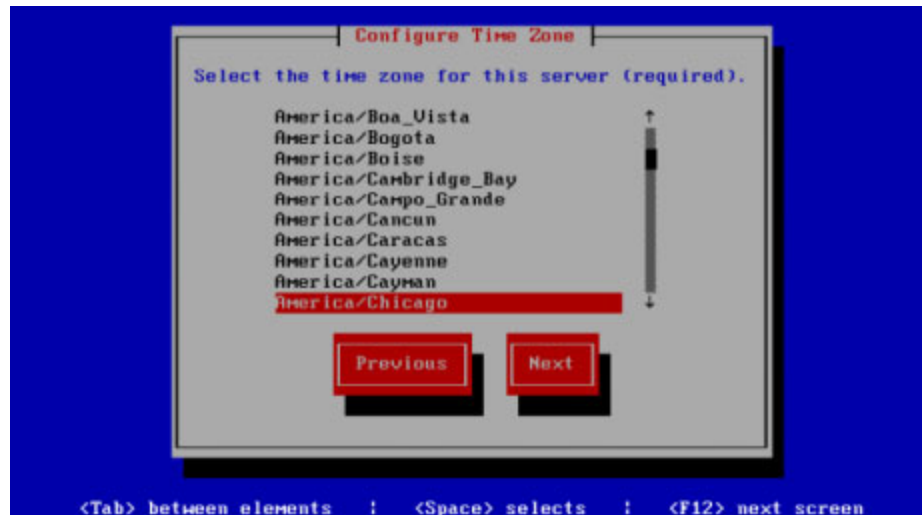 Configure Time Zone
Select the time zone for this server (required).
America/Boa_Vista
America/Bogota
America/Boise
America/Cambridge_Bay
America/Campo_Grande
America/Cancun
America/Caracas
America/Cayenne
America/Cayman
America/Chicago
Previous Next
<Tab> between elements | <Space> selects | <F12> next screen